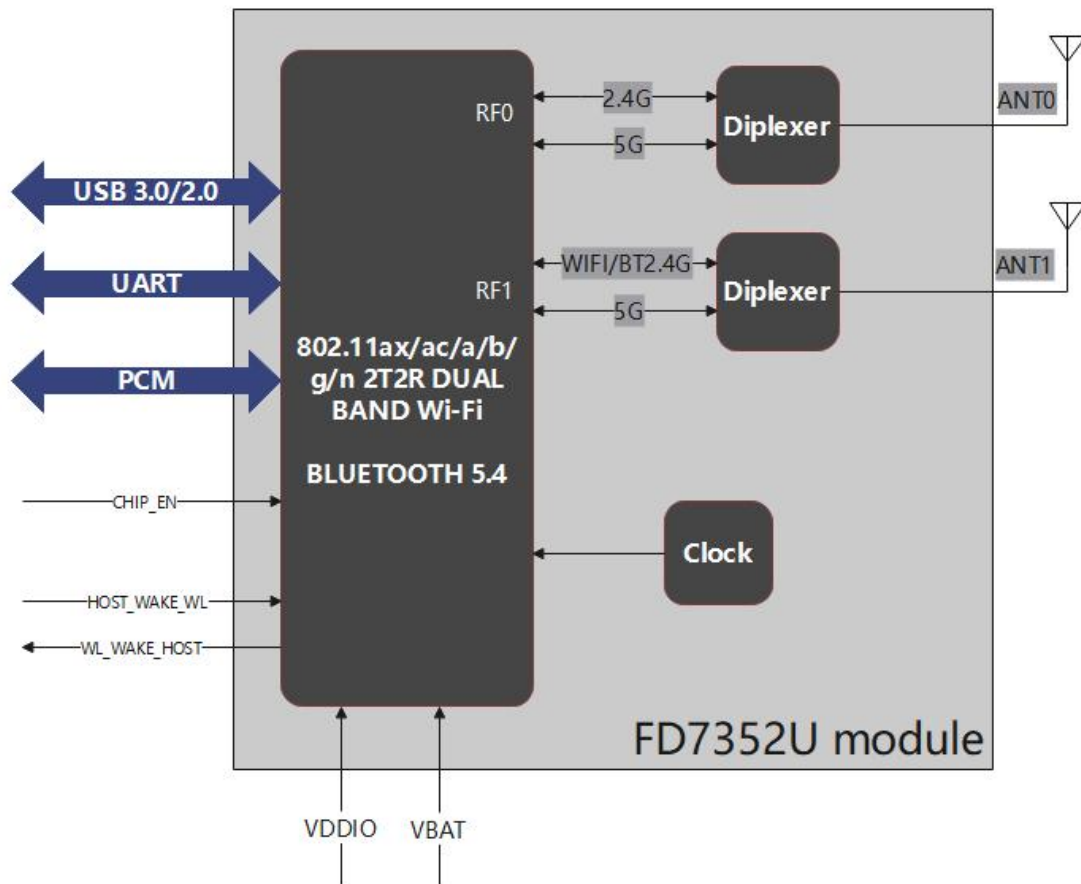 RF0
2.4G
5G
Diplexer
ANT0
USB 3.0/2.0
UART
PCM
RF1
WIFI/BT2.4G
5G
Diplexer
ANT1
802.11ax/ac/a/b/
g/n 2T2R DUAL
BAND Wi-Fi
BLUETOOTH 5.4
CHIP_EN
HOST_WAKE_WL
WL_WAKE_HOST
Clock
FD7352U module
VDDIO
VBAT